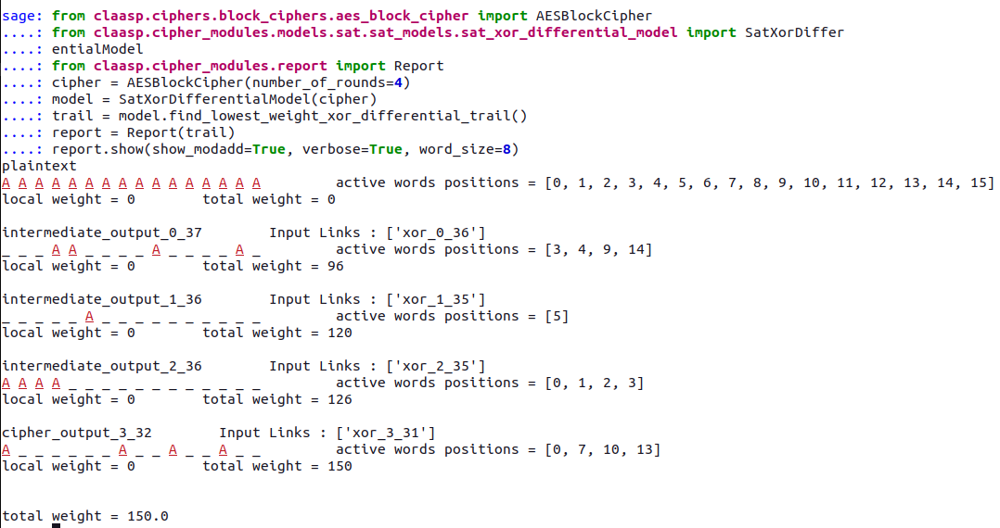 sage: from claasp.ciphers.block_ciphers.aes_block_cipher import AESBlockCipher
....: from claasp.cipher_modules.models.sat.sat_models.sat_xor_differential_model import SatXorDiffer
....: entialModel
....: from claasp.cipher_modules.report import Report
....: cipher = AESBlockCipher(number_of_rounds=4)
....: model = SatXorDifferentialModel(cipher)
....: trail = model.find_lowest_weight_xor_differential_trail()
....: report = Report(trail)
....: report.show(show_modadd=True, verbose=True, word_size=8)
plaintext
A A A A A A A A A A A A A A A A         active words positions = [0, 1, 2, 3, 4, 5, 6, 7, 8, 9, 10, 11, 12, 13, 14, 15]
local weight = 0        total weight = 0
intermediate_output_0_37        Input Links : ['xor_0_36']
_ _ _ A A _ _ _ _ A _ _ _ _ A _         active words positions = [3, 4, 9, 14]
local weight = 0        total weight = 96
intermediate_output_1_36        Input Links : ['xor_1_35']
_ _ _ _ _ A _ _ _ _ _ _ _ _ _ _         active words positions = [5]
local weight = 0        total weight = 120
intermediate_output_2_36        Input Links : ['xor_2_35']
A A A A _ _ _ _ _ _ _ _ _ _ _ _         active words positions = [0, 1, 2, 3]
local weight = 0        total weight = 126
cipher_output_3_32        Input Links : ['xor_3_31']
A _ _ _ _ _ _ A _ _ A _ _ A _ _         active words positions = [0, 7, 10, 13]
local weight = 0        total weight = 150
total weight = 150.0